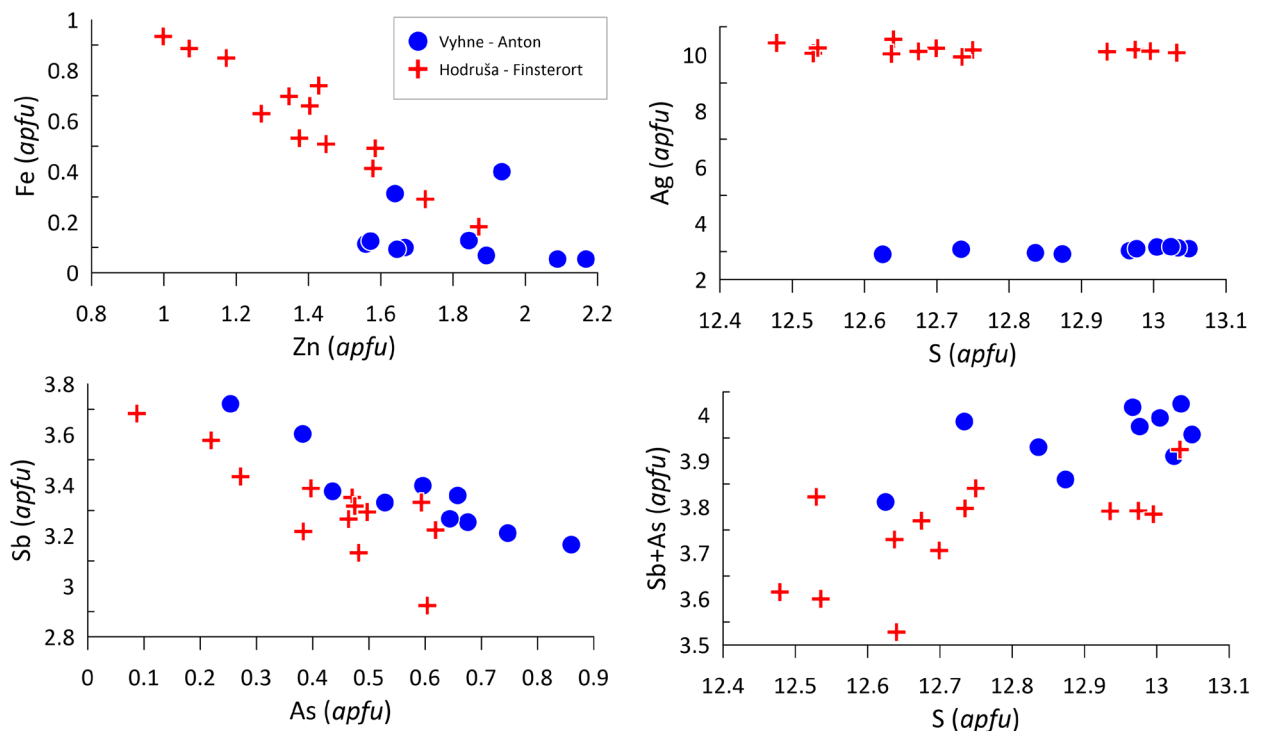 1
0.8
0.6
0.4
0.2
0
Fe (apfu)
0.8 1 1.2 1.4 1.6 1.8 2 2.2
Zn (apfu)
Vyhne - Anton
Hodruša - Finsterort
10
8
6
4
2
Ag (apfu)
12.4 12.5 12.6 12.7 12.8 12.9 13 13.1
S (apfu)
3.8
3.6
3.4
3.2
3
2.8
Sb (apfu)
0 0.1 0.2 0.3 0.4 0.5 0.6 0.7 0.8 0.9
As (apfu)
4
3.9
3.8
3.7
3.6
3.5
Sb+As (apfu)
12.4 12.5 12.6 12.7 12.8 12.9 13 13.1
S (apfu)